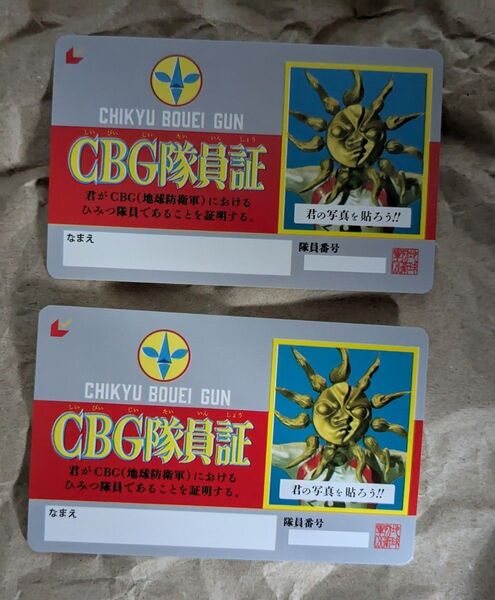 CHIKYU BOUEI GUN
しいびいじいたいいんしょう
CBG隊員証
君がCBG(地球防衛軍)における
ひみつ隊員であることを証明する。
君の写真を貼ろう!!
なまえ
隊員番号
CHIKYU BOUEI GUN
しいびいじいたいいんしょう
CBG隊員証
君がCBG(地球防衛軍)における
ひみつ隊員であることを証明する。
君の写真を貼ろう!!
なまえ
隊員番号